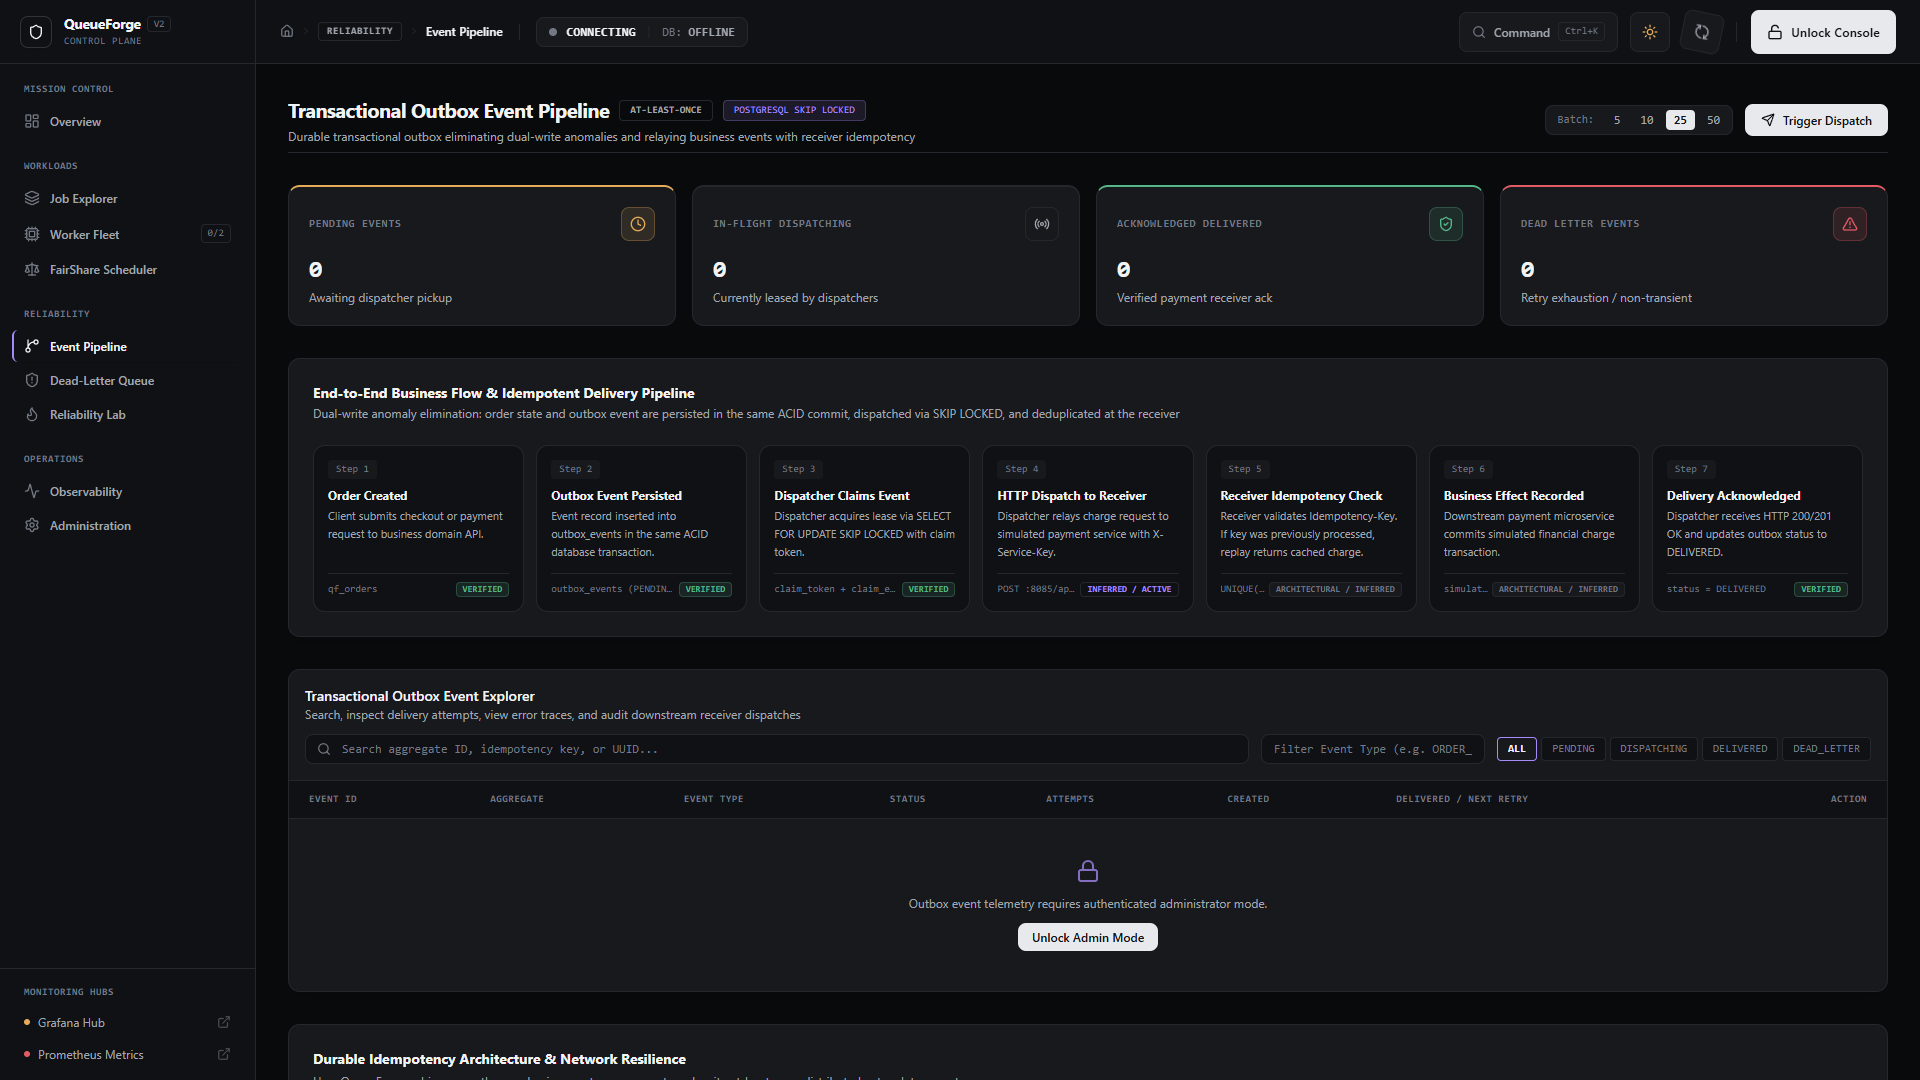 QueueForge V2
CONTROL PLANE
MISSION CONTROL
Overview
WORKLOADS
Job Explorer
Worker Fleet 0/2
FairShare Scheduler
RELIABILITY
Event Pipeline
Dead-Letter Queue
Reliability Lab
OPERATIONS
Observability
Administration
MONITORING HUBS
Grafana Hub
Prometheus Metrics
RELIABILITY Event Pipeline CONNECTING DB: OFFLINE
Command Ctrl+K Unlock Console
Transactional Outbox Event Pipeline AT-LEAST-ONCE POSTGRESQL SKIP LOCKED
Durable transactional outbox eliminating dual-write anomalies and relaying business events with receiver idempotency
Batch: 5 10 25 50 Trigger Dispatch
PENDING EVENTS
0
Awaiting dispatcher pickup
IN-FLIGHT DISPATCHING
0
Currently leased by dispatchers
ACKNOWLEDGED DELIVERED
0
Verified payment receiver ack
DEAD LETTER EVENTS
0
Retry exhaustion / non-transient
End-to-End Business Flow & Idempotent Delivery Pipeline
Dual-write anomaly elimination: order state and outbox event are persisted in the same ACID commit, dispatched via SKIP LOCKED, and deduplicated at the receiver
Step 1
Order Created
Client submits checkout or payment
request to business domain API.
qf_orders VERIFIED
Step 2
Outbox Event Persisted
Event record inserted into
outbox_events in the same ACID
database transaction.
outbox_events (PENDIN… VERIFIED
Step 3
Dispatcher Claims Event
Dispatcher acquires lease via SELECT
FOR UPDATE SKIP LOCKED with claim
token.
claim_token + claim_e… VERIFIED
Step 4
HTTP Dispatch to Receiver
Dispatcher relays charge request to
simulated payment service with X-
Service-Key.
POST :8085/ap… INFERRED / ACTIVE
Step 5
Receiver Idempotency Check
Receiver validates Idempotency-Key.
If key was previously processed,
replay returns cached charge.
UNIQUE(… ARCHITECTURAL / INFERRED
Step 6
Business Effect Recorded
Downstream payment microservice
commits simulated financial charge
transaction.
simulat… ARCHITECTURAL / INFERRED
Step 7
Delivery Acknowledged
Dispatcher receives HTTP 200/201
OK and updates outbox status to
DELIVERED.
status = DELIVERED VERIFIED
Transactional Outbox Event Explorer
Search, inspect delivery attempts, view error traces, and audit downstream receiver dispatches
Search aggregate ID, idempotency key, or UUID... Filter Event Type (e.g. ORDER_ ALL PENDING DISPATCHING DELIVERED DEAD_LETTER
EVENT ID AGGREGATE EVENT TYPE STATUS ATTEMPTS CREATED DELIVERED / NEXT RETRY ACTION
Outbox event telemetry requires authenticated administrator mode.
Unlock Admin Mode
Durable Idempotency Architecture & Network Resilience